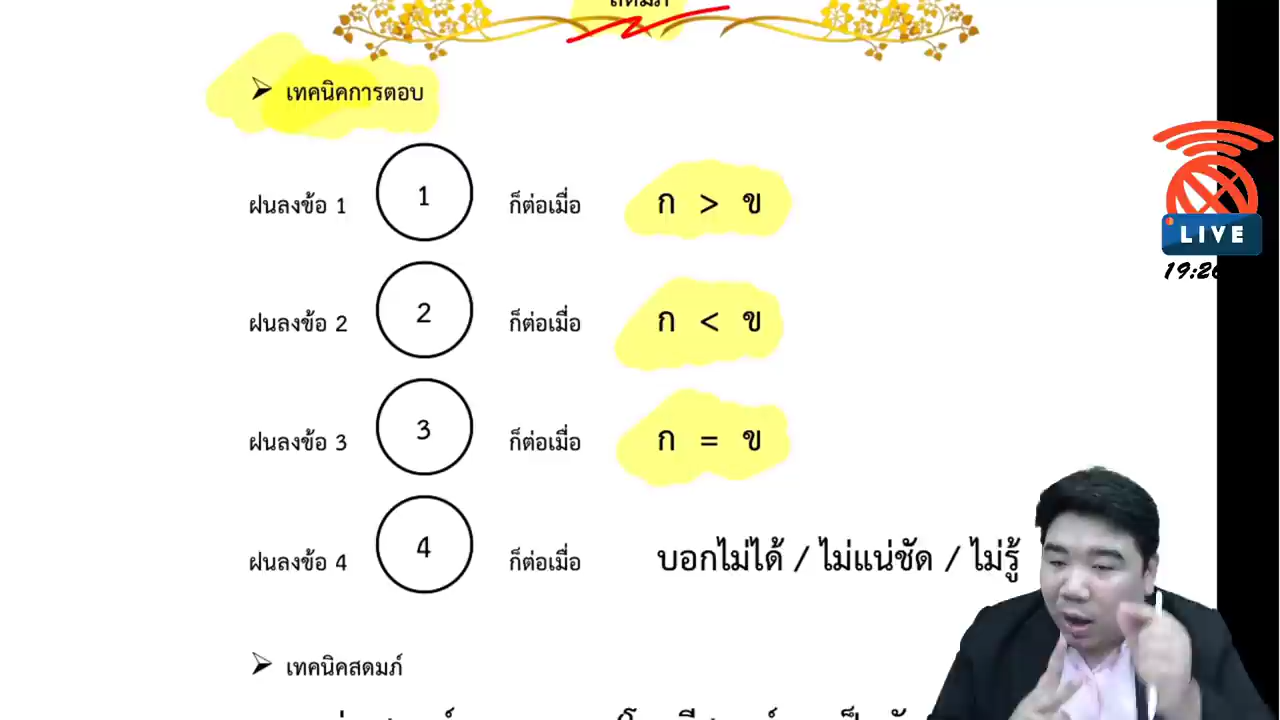 สดมภ์
เทคนิคการตอบ
ฝนลงข้อ 1 1 ก็ต่อเมื่อ ก > ข
ฝนลงข้อ 2 2 ก็ต่อเมื่อ ก < ข
ฝนลงข้อ 3 3 ก็ต่อเมื่อ ก = ข
ฝนลงข้อ 4 4 ก็ต่อเมื่อ บอกไม่ได้ / ไม่แน่ชัด / ไม่รู้
เทคนิคสดมภ์
LIVE